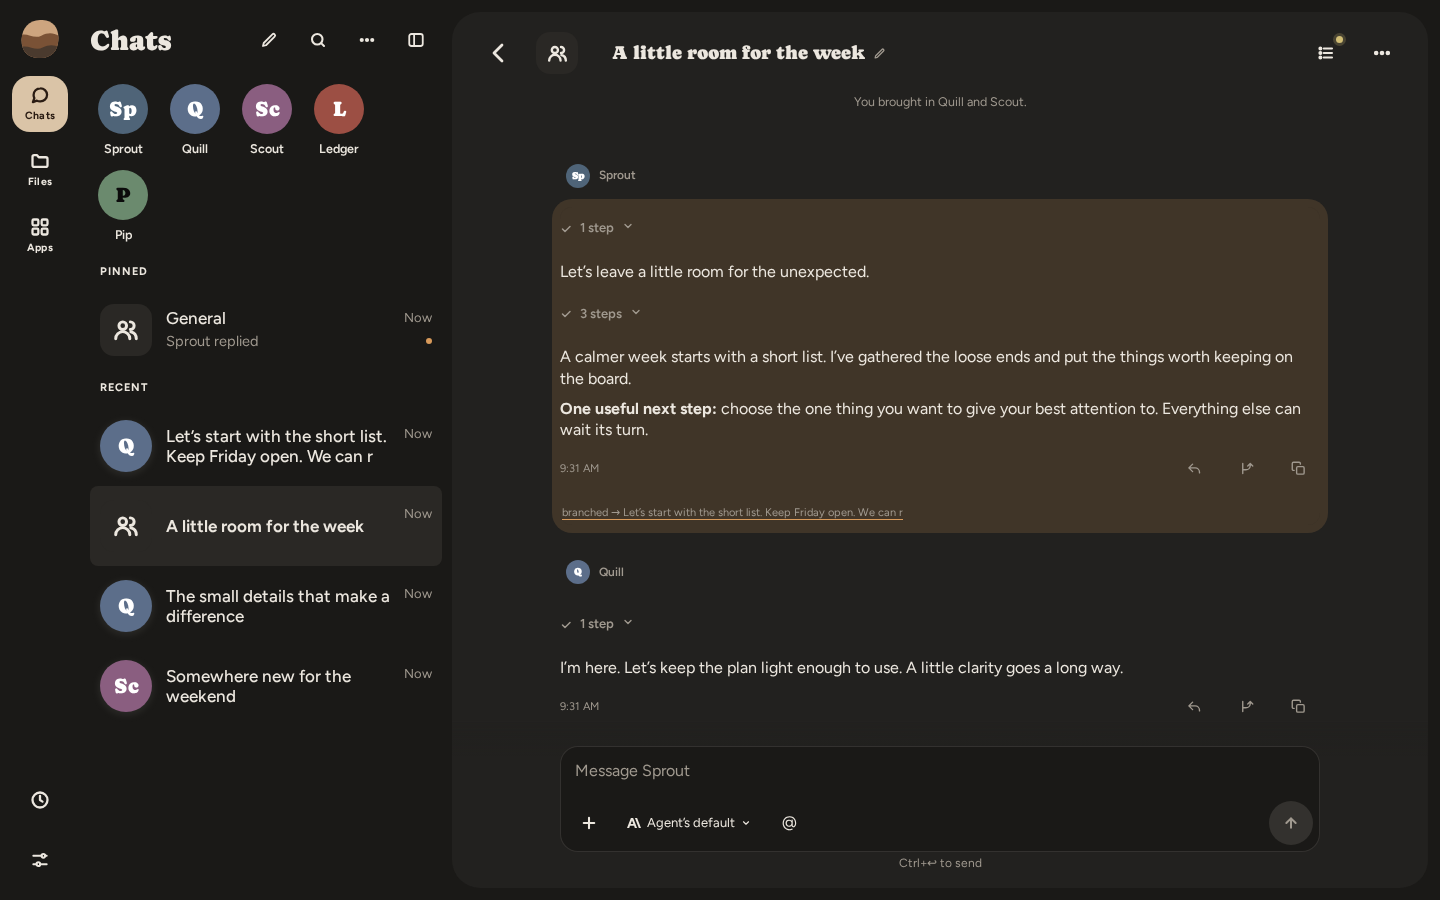 Chats
Chats
Files
Apps
Sp
Q
Sc
L
Sprout
Quill
Scout
Ledger
P
Pip
PINNED
General
Now
Sprout replied
RECENT
Q
Let's start with the short list.
Keep Friday open. We can r
Now
A little room for the week
Now
Q
The small details that make a
difference
Now
Sc
Somewhere new for the
weekend
Now
A little room for the week
You brought in Quill and Scout.
Sp Sprout
1 step
Let's leave a little room for the unexpected.
3 steps
A calmer week starts with a short list. I've gathered the loose ends and put the things worth keeping on
the board.
One useful next step: choose the one thing you want to give your best attention to. Everything else can
wait its turn.
9:31 AM
branched → Let's start with the short list. Keep Friday open. We can r
Q Quill
1 step
I'm here. Let's keep the plan light enough to use. A little clarity goes a long way.
9:31 AM
Message Sprout
A\ Agent's default
@
Ctrl+↩ to send